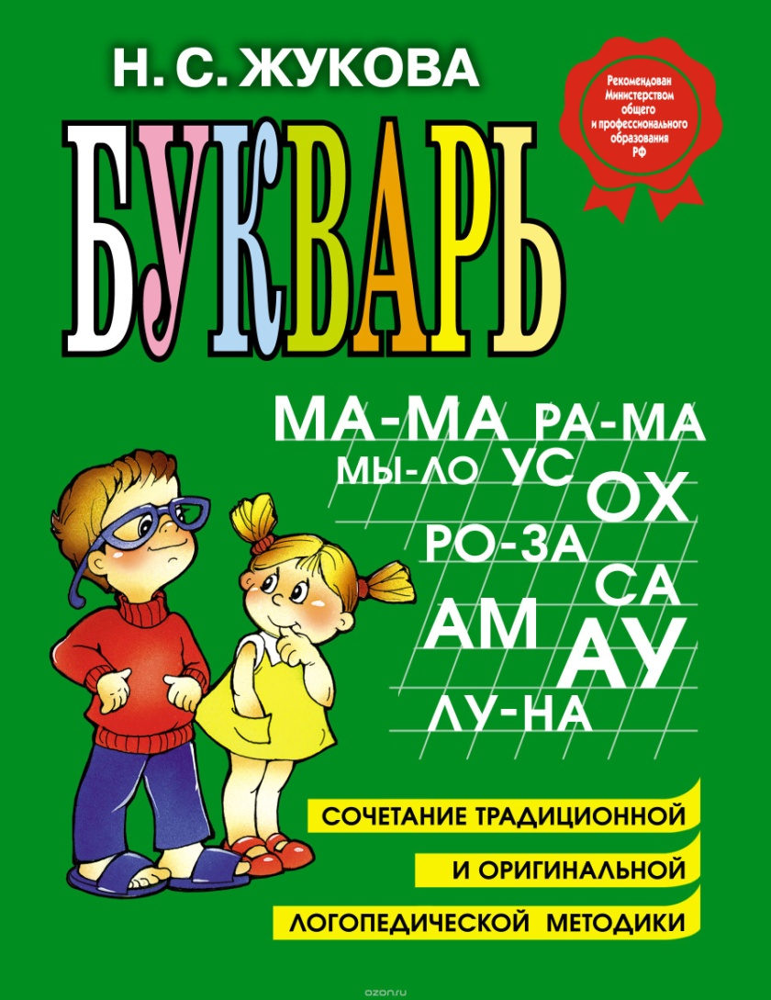 Н. С. ЖУКОВА
Рекомендован
Министерством
общего
и профессионального
образования
РФ
БУКВАРЬ
МА-МА РА-МА
МЫ-ЛО УС
ОХ
РО-ЗА
СА
АМ
АУ
ЛУ-НА
СОЧЕТАНИЕ ТРАДИЦИОННОЙ
И ОРИГИНАЛЬНОЙ
ЛОГОПЕДИЧЕСКОЙ МЕТОДИКИ
ozon.ru